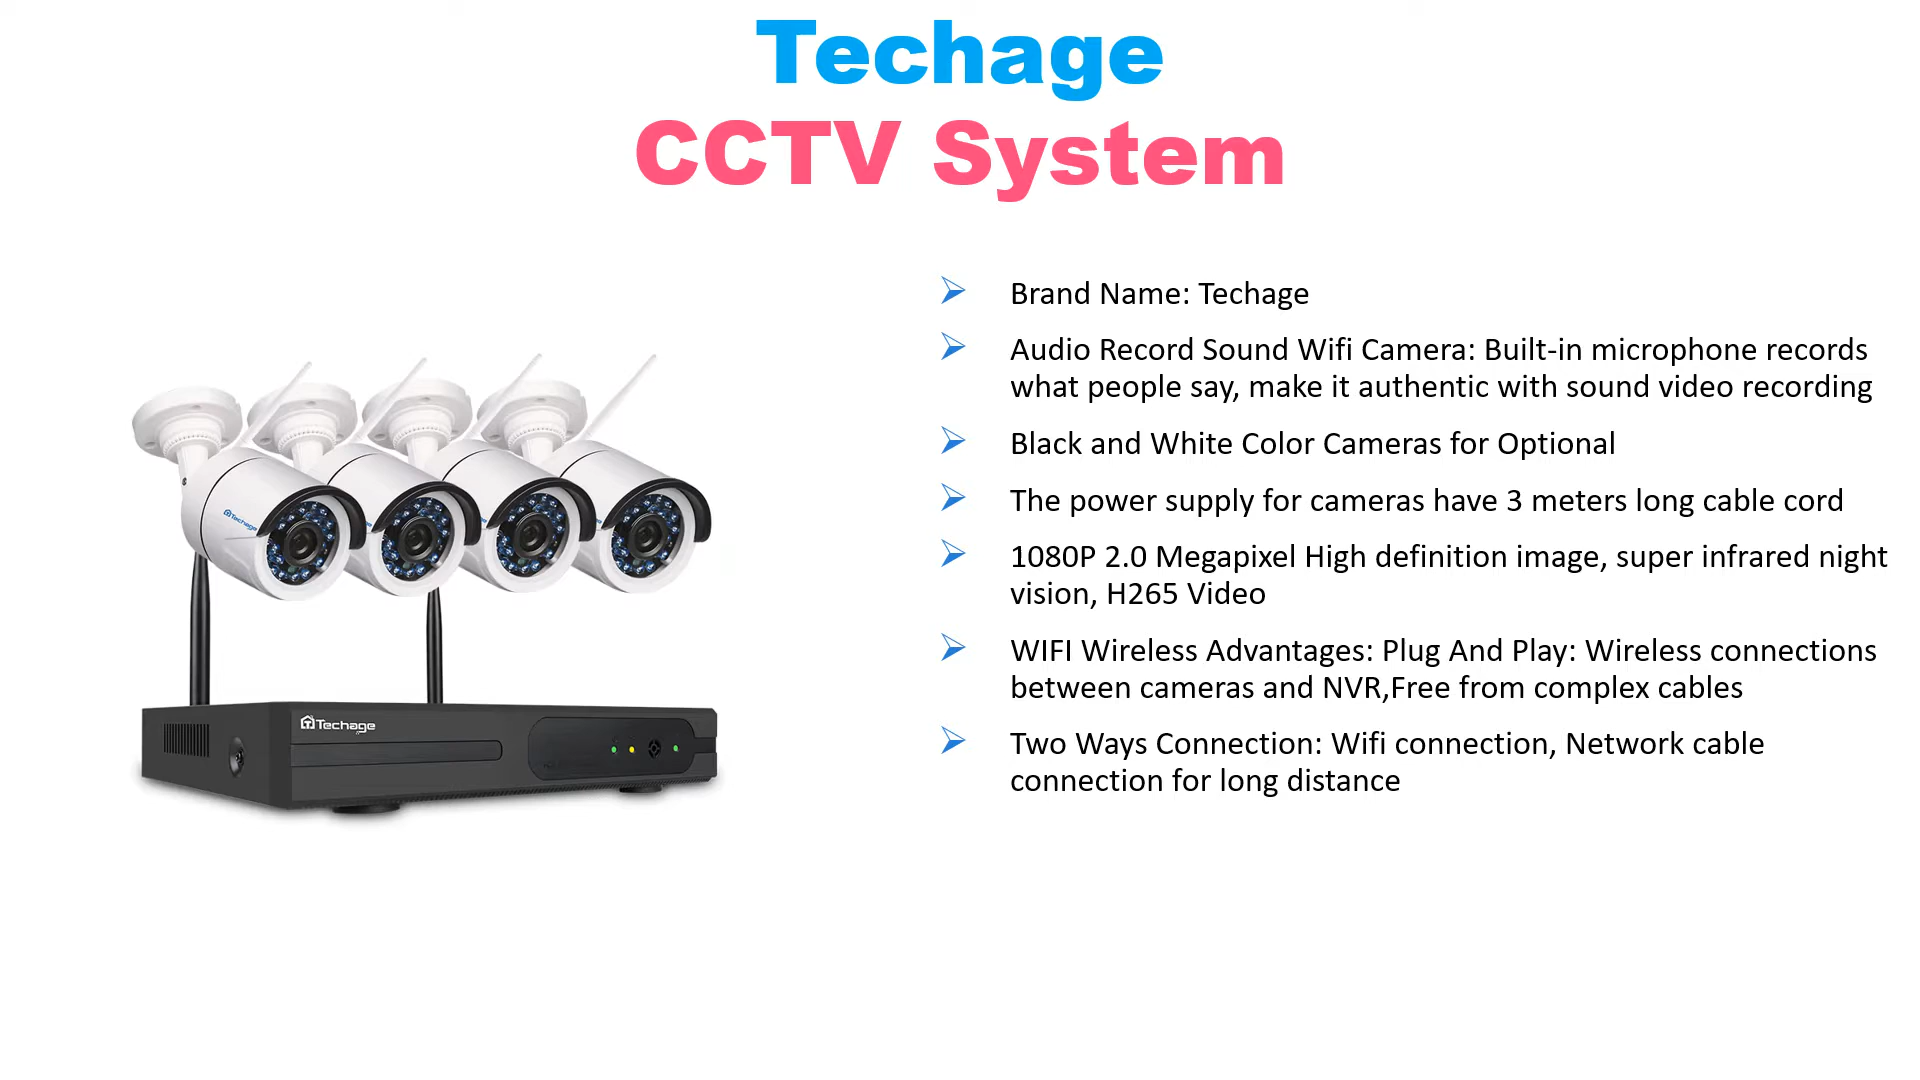 Techage
CCTV System
Brand Name: Techage
Audio Record Sound Wifi Camera: Built-in microphone records
what people say, make it authentic with sound video recording
Black and White Color Cameras for Optional
The power supply for cameras have 3 meters long cable cord
1080P 2.0 Megapixel High definition image, super infrared night
vision, H265 Video
WIFI Wireless Advantages: Plug And Play: Wireless connections
between cameras and NVR,Free from complex cables
Two Ways Connection: Wifi connection, Network cable
connection for long distance
Techage
Techage